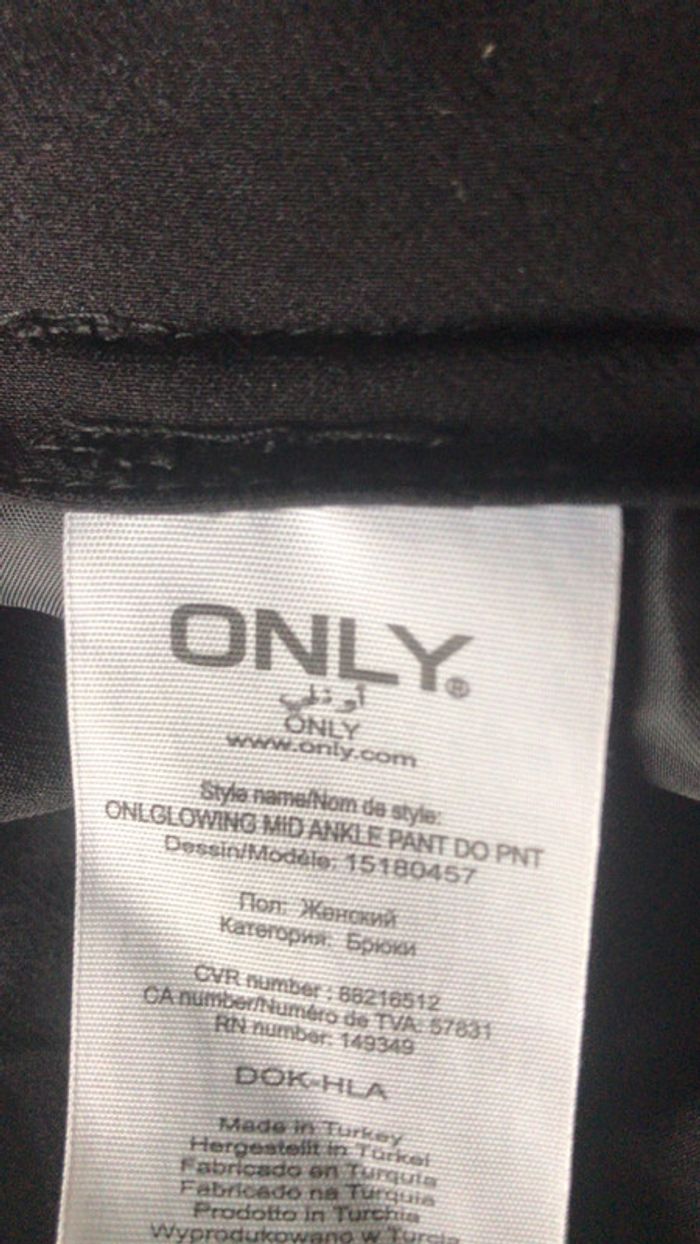 ONLY®
أونلي
ONLY
www.only.com
Style name/Nom de style:
ONLGLOWING MID ANKLE PANT DO PNT
Dessin/Modèle: 15180457
Пол: Женский
Категория: Брюки
CVR number : 88216512
CA number/Numéro de TVA: 57831
RN number: 149349
DOK-HLA
Made in Turkey
Hergestellt in Türkei
Fabricado en Turquia
Fabricado na Turquia
Prodotto in Turchia
Wyprodukowano w Turcja